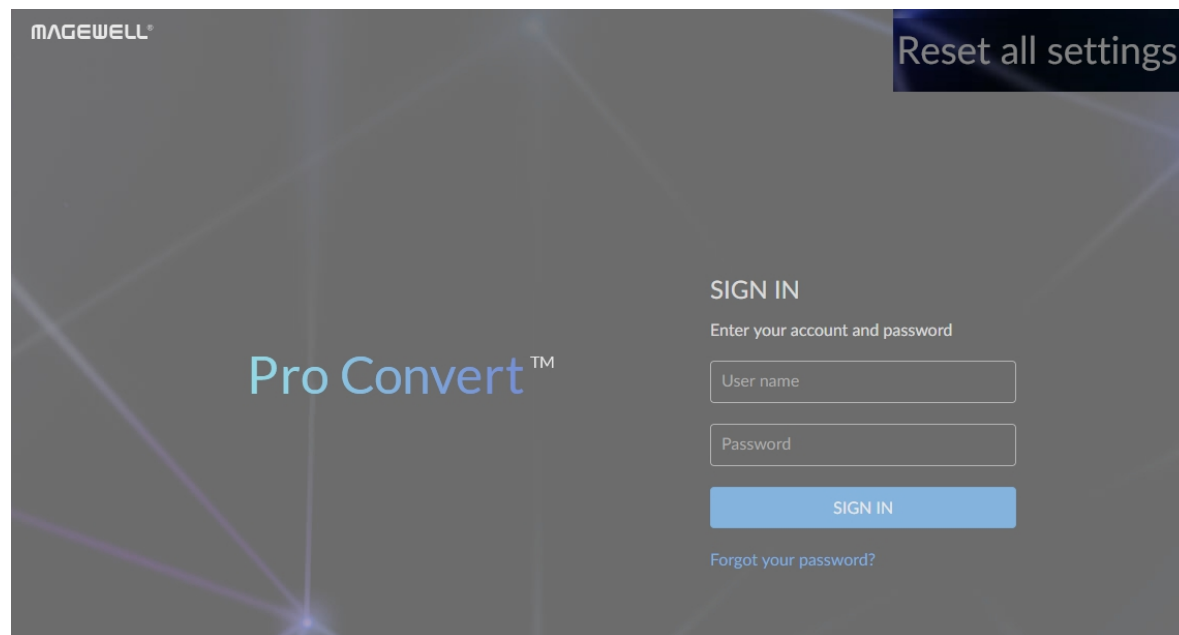 MAGEWELL®
Reset all settings
SIGN IN
Enter your account and password
Pro Convert™
User name
Password
SIGN IN
Forgot your password?